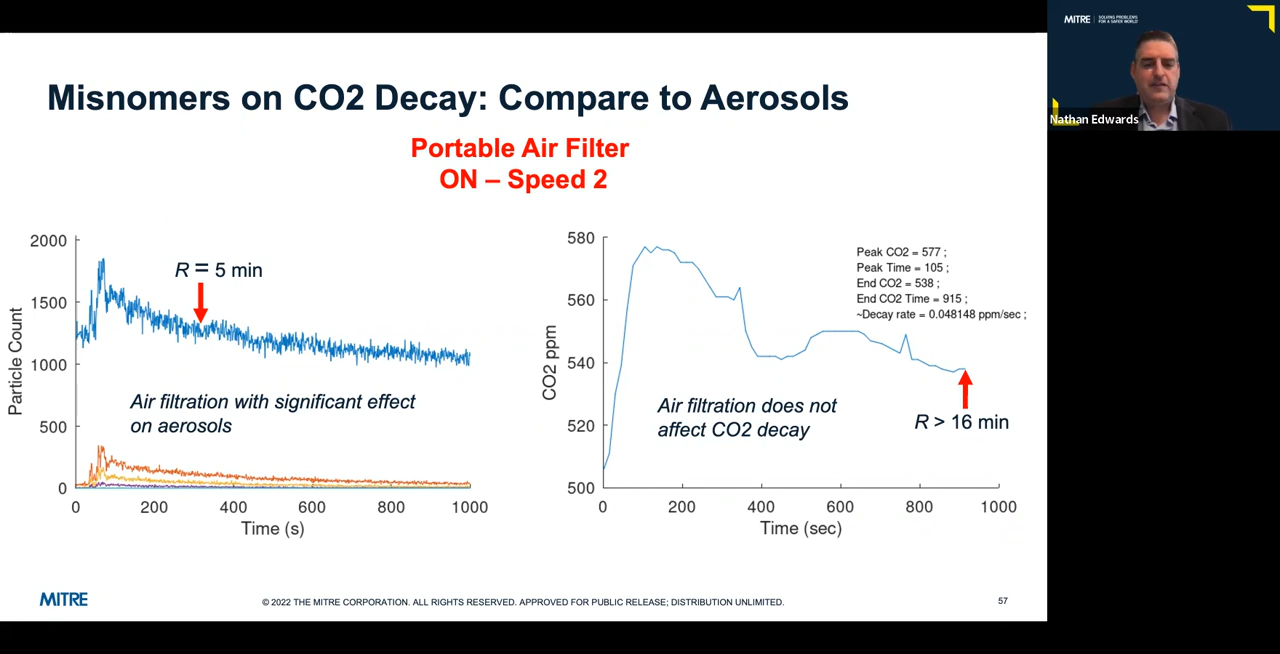 Misnomers on CO2 Decay: Compare to Aerosols
Portable Air Filter
ON – Speed 2
2000
1500
1000
500
0
Particle Count
R = 5 min
Air filtration with significant effect
on aerosols
0
200
400
600
800
1000
Time (s)
580
560
540
520
500
CO2 ppm
Peak CO2 = 577 ;
Peak Time = 105 ;
End CO2 = 538 ;
End CO2 Time = 915 ;
~Decay rate = 0.048148 ppm/sec ;
Air filtration does not
affect CO2 decay
R > 16 min
0
200
400
600
800
1000
Time (sec)
MITRE
© 2022 THE MITRE CORPORATION. ALL RIGHTS RESERVED. APPROVED FOR PUBLIC RELEASE; DISTRIBUTION UNLIMITED.
57
MITRE
SOLVING PROBLEMS
FOR A SAFER WORLD
Nathan Edwards